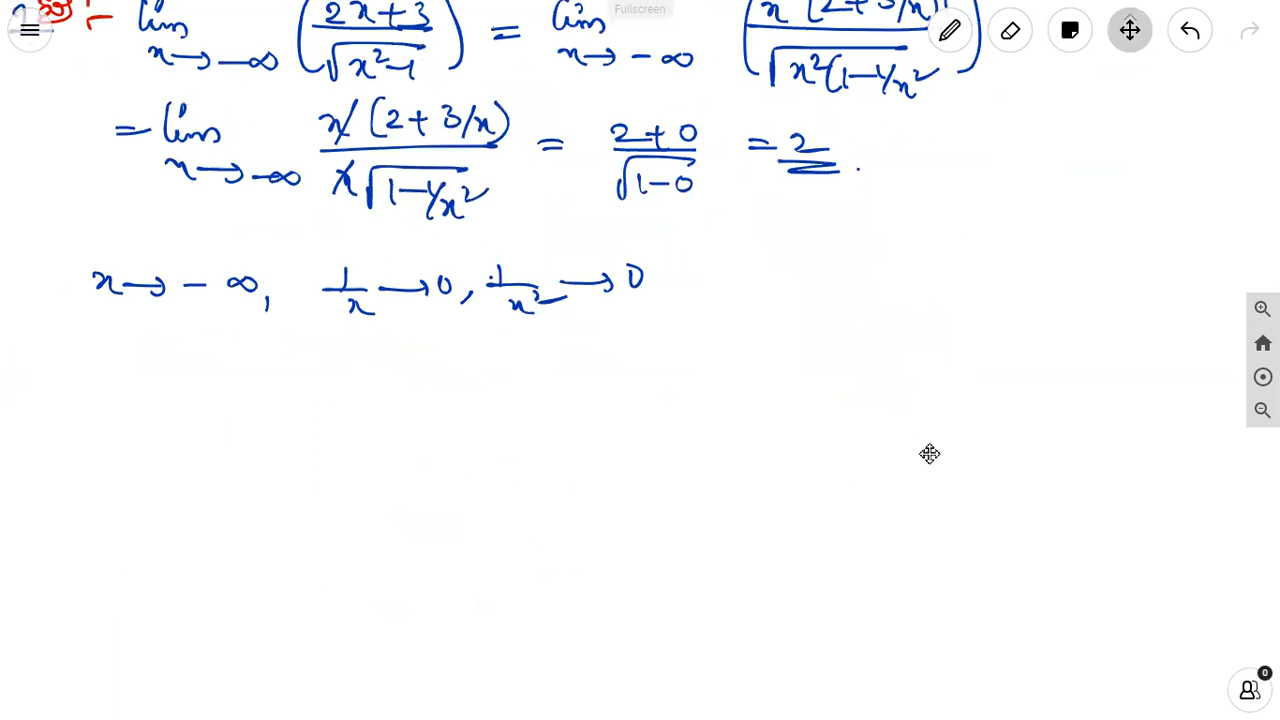 Fullscreen
lim x→-∞ (2x+3/√x²-1) = lim x→-∞ (x(2+3/x)/√x²(1-1/x²)
= lim x→-∞ x(2+3/x)/x√1-1/x² = 2+0/√1-0 = 2.
x→-∞, 1/x→0, 1/x²→0
0